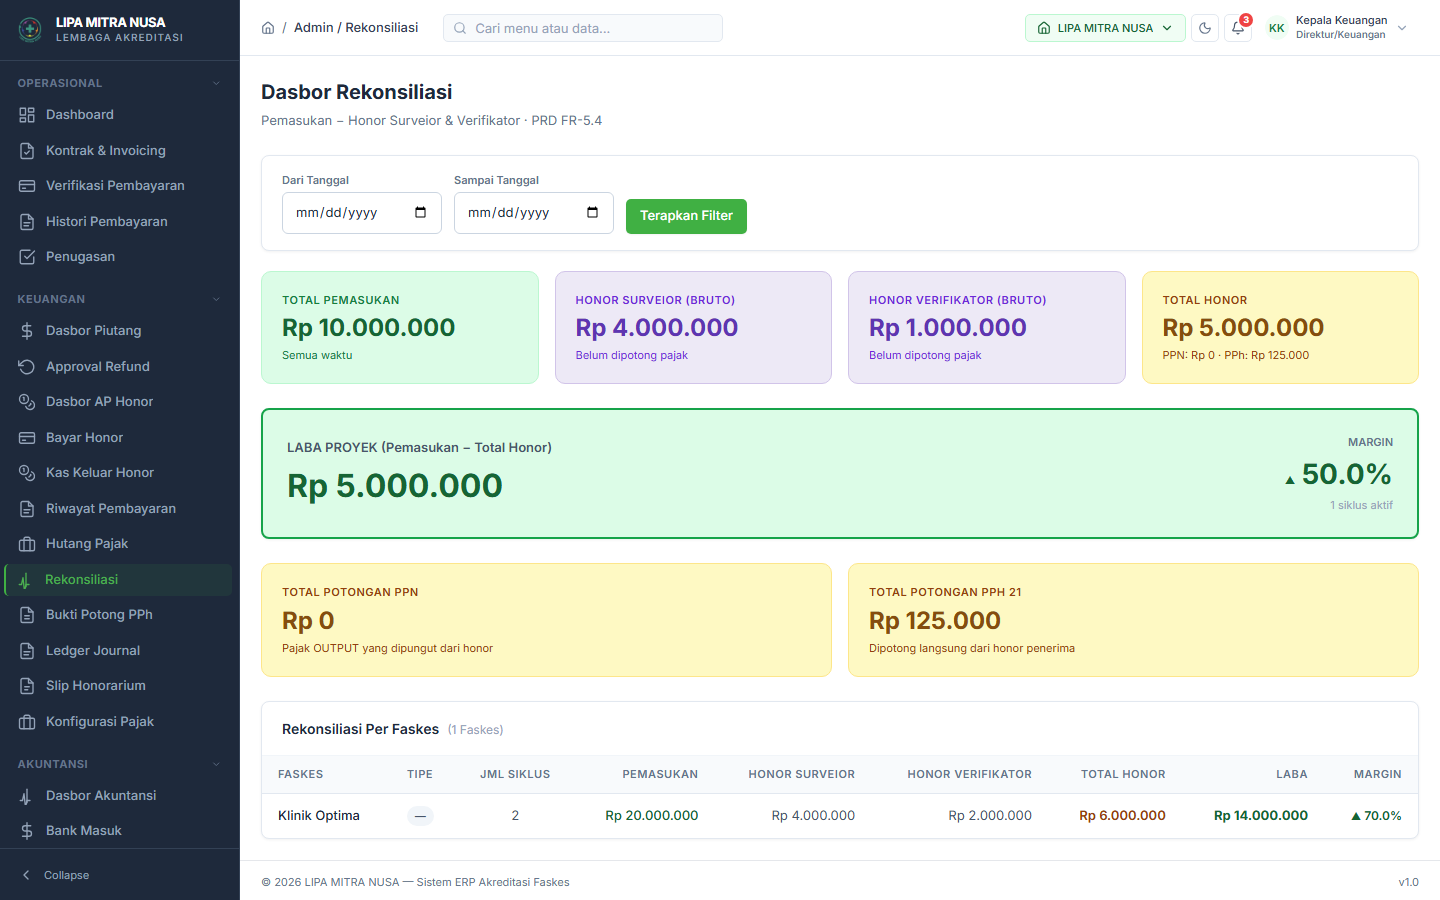 LIPA MITRA NUSA
LEMBAGA AKREDITASI
OPERASIONAL
Dashboard
Kontrak & Invoicing
Verifikasi Pembayaran
Histori Pembayaran
Penugasan
KEUANGAN
Dasbor Piutang
Approval Refund
Dasbor AP Honor
Bayar Honor
Kas Keluar Honor
Riwayat Pembayaran
Hutang Pajak
Rekonsiliasi
Bukti Potong PPh
Ledger Journal
Slip Honorarium
Konfigurasi Pajak
AKUNTANSI
Dasbor Akuntansi
Bank Masuk
Collapse
/ Admin / Rekonsiliasi
Cari menu atau data...
LIPA MITRA NUSA
3
KK
Kepala Keuangan
Direktur/Keuangan
Dasbor Rekonsiliasi
Pemasukan – Honor Surveior & Verifikator · PRD FR-5.4
Dari Tanggal
Sampai Tanggal
mm/dd/yyyy
mm/dd/yyyy
Terapkan Filter
TOTAL PEMASUKAN
Rp 10.000.000
Semua waktu
HONOR SURVEIOR (BRUTO)
Rp 4.000.000
Belum dipotong pajak
HONOR VERIFIKATOR (BRUTO)
Rp 1.000.000
Belum dipotong pajak
TOTAL HONOR
Rp 5.000.000
PPN: Rp 0 · PPh: Rp 125.000
LABA PROYEK (Pemasukan – Total Honor)
Rp 5.000.000
MARGIN
▲ 50.0%
1 siklus aktif
TOTAL POTONGAN PPN
Rp 0
Pajak OUTPUT yang dipungut dari honor
TOTAL POTONGAN PPH 21
Rp 125.000
Dipotong langsung dari honor penerima
Rekonsiliasi Per Faskes (1 Faskes)
FASKES TIPE JML SIKLUS PEMASUKAN HONOR SURVEIOR HONOR VERIFIKATOR TOTAL HONOR LABA MARGIN
Klinik Optima — 2 Rp 20.000.000 Rp 4.000.000 Rp 2.000.000 Rp 6.000.000 Rp 14.000.000 ▲ 70.0%
© 2026 LIPA MITRA NUSA — Sistem ERP Akreditasi Faskes
v1.0